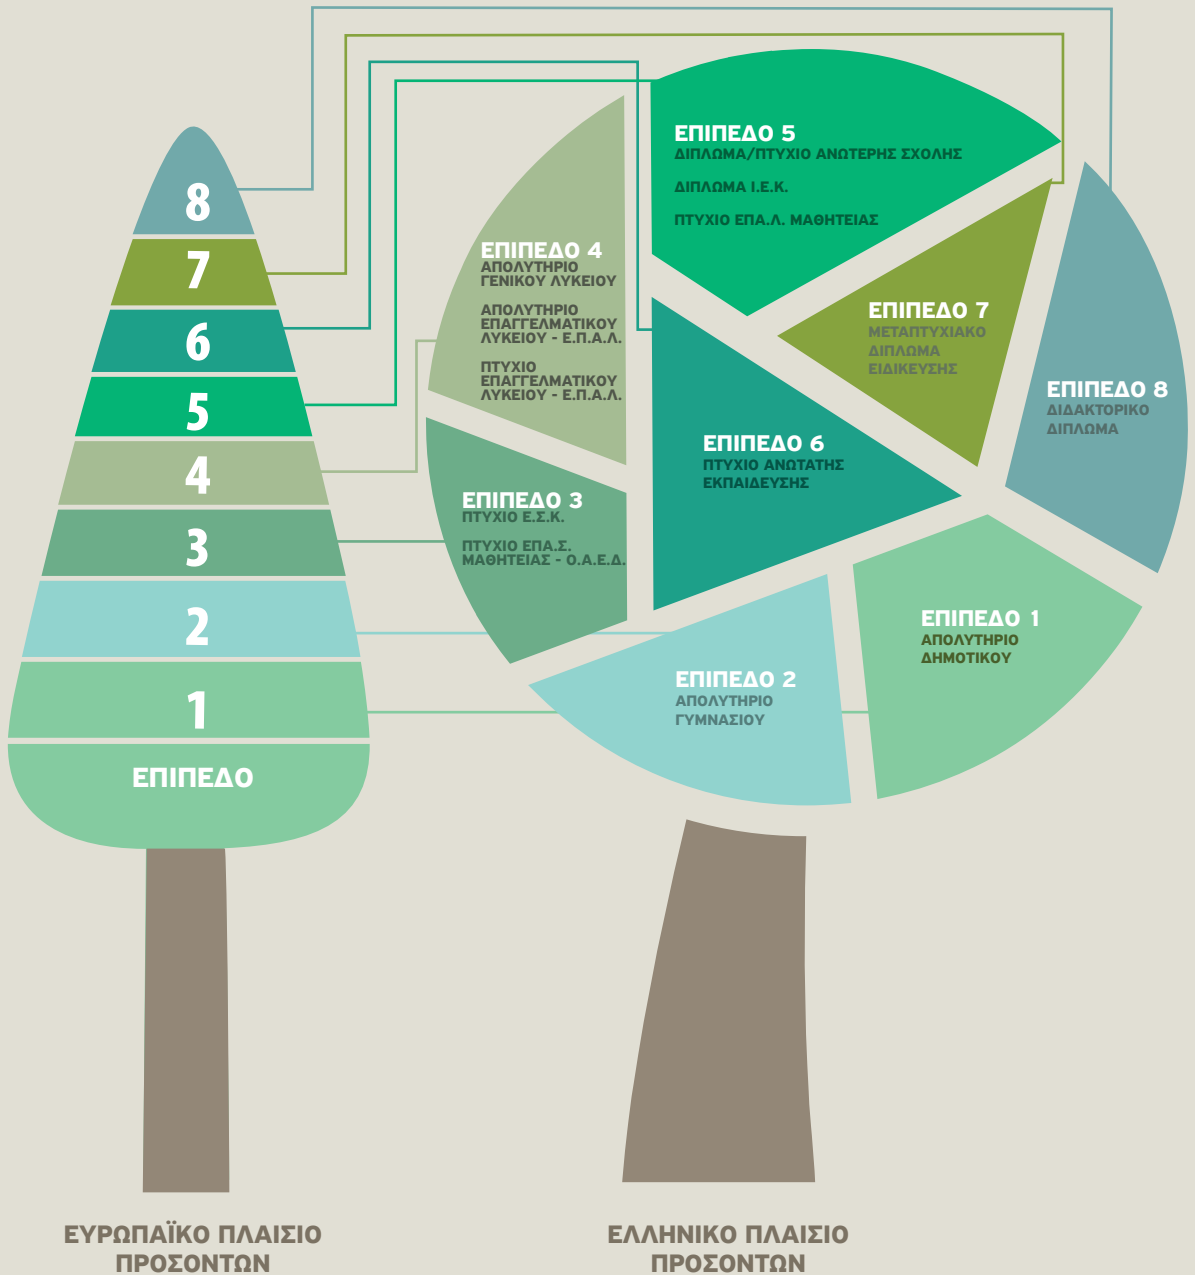 8
7
6
5
4
3
2
1
ΕΠΙΠΕΔΟ
ΕΥΡΩΠΑΪΚΟ ΠΛΑΙΣΙΟ
ΠΡΟΣΟΝΤΩΝ
ΕΠΙΠΕΔΟ 5
ΔΙΠΛΩΜΑ/ΠΤΥΧΙΟ ΑΝΩΤΕΡΗΣ ΣΧΟΛΗΣ
ΔΙΠΛΩΜΑ Ι.Ε.Κ.
ΠΤΥΧΙΟ ΕΠΑ.Λ. ΜΑΘΗΤΕΙΑΣ
ΕΠΙΠΕΔΟ 4
ΑΠΟΛΥΤΗΡΙΟ
ΓΕΝΙΚΟΥ ΛΥΚΕΙΟΥ
ΑΠΟΛΥΤΗΡΙΟ
ΕΠΑΓΓΕΛΜΑΤΙΚΟΥ
ΛΥΚΕΙΟΥ - Ε.Π.Α.Λ.
ΠΤΥΧΙΟ
ΕΠΑΓΓΕΛΜΑΤΙΚΟΥ
ΛΥΚΕΙΟΥ - Ε.Π.Α.Λ.
ΕΠΙΠΕΔΟ 7
ΜΕΤΑΠΤΥΧΙΑΚΟ
ΔΙΠΛΩΜΑ
ΕΙΔΙΚΕΥΣΗΣ
ΕΠΙΠΕΔΟ 8
ΔΙΔΑΚΤΟΡΙΚΟ
ΔΙΠΛΩΜΑ
ΕΠΙΠΕΔΟ 6
ΠΤΥΧΙΟ ΑΝΩΤΑΤΗΣ
ΕΚΠΑΙΔΕΥΣΗΣ
ΕΠΙΠΕΔΟ 3
ΠΤΥΧΙΟ Ε.Σ.Κ.
ΠΤΥΧΙΟ ΕΠΑ.Σ.
ΜΑΘΗΤΕΙΑΣ - Ο.Α.Ε.Δ.
ΕΠΙΠΕΔΟ 1
ΑΠΟΛΥΤΗΡΙΟ
ΔΗΜΟΤΙΚΟΥ
ΕΠΙΠΕΔΟ 2
ΑΠΟΛΥΤΗΡΙΟ
ΓΥΜΝΑΣΙΟΥ
ΕΛΛΗΝΙΚΟ ΠΛΑΙΣΙΟ
ΠΡΟΣΟΝΤΩΝ